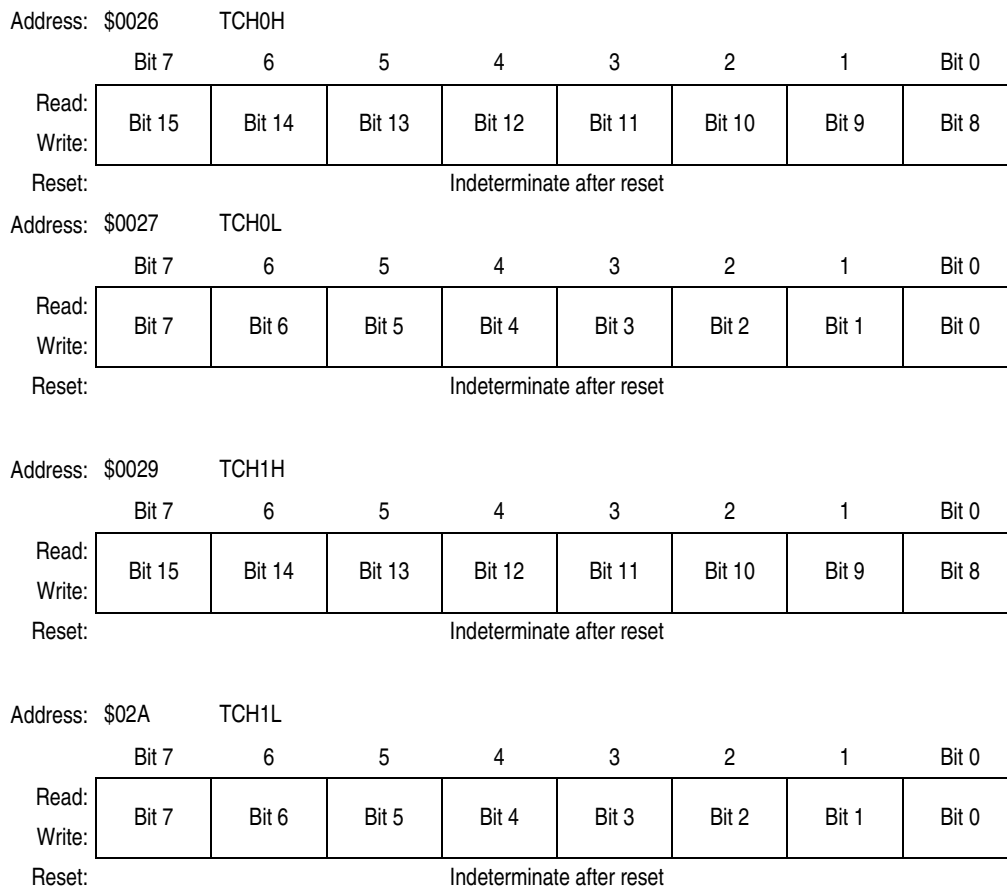 Address: $0026 TCH0H
Bit 7 6 5 4 3 2 1 Bit 0
Read:
Bit 15 Bit 14 Bit 13 Bit 12 Bit 11 Bit 10 Bit 9 Bit 8
Write:
Reset: Indeterminate after reset
Address: $0027 TCH0L
Bit 7 6 5 4 3 2 1 Bit 0
Read:
Bit 7 Bit 6 Bit 5 Bit 4 Bit 3 Bit 2 Bit 1 Bit 0
Write:
Reset: Indeterminate after reset
Address: $0029 TCH1H
Bit 7 6 5 4 3 2 1 Bit 0
Read:
Bit 15 Bit 14 Bit 13 Bit 12 Bit 11 Bit 10 Bit 9 Bit 8
Write:
Reset: Indeterminate after reset
Address: $02A TCH1L
Bit 7 6 5 4 3 2 1 Bit 0
Read:
Bit 7 Bit 6 Bit 5 Bit 4 Bit 3 Bit 2 Bit 1 Bit 0
Write:
Reset: Indeterminate after reset